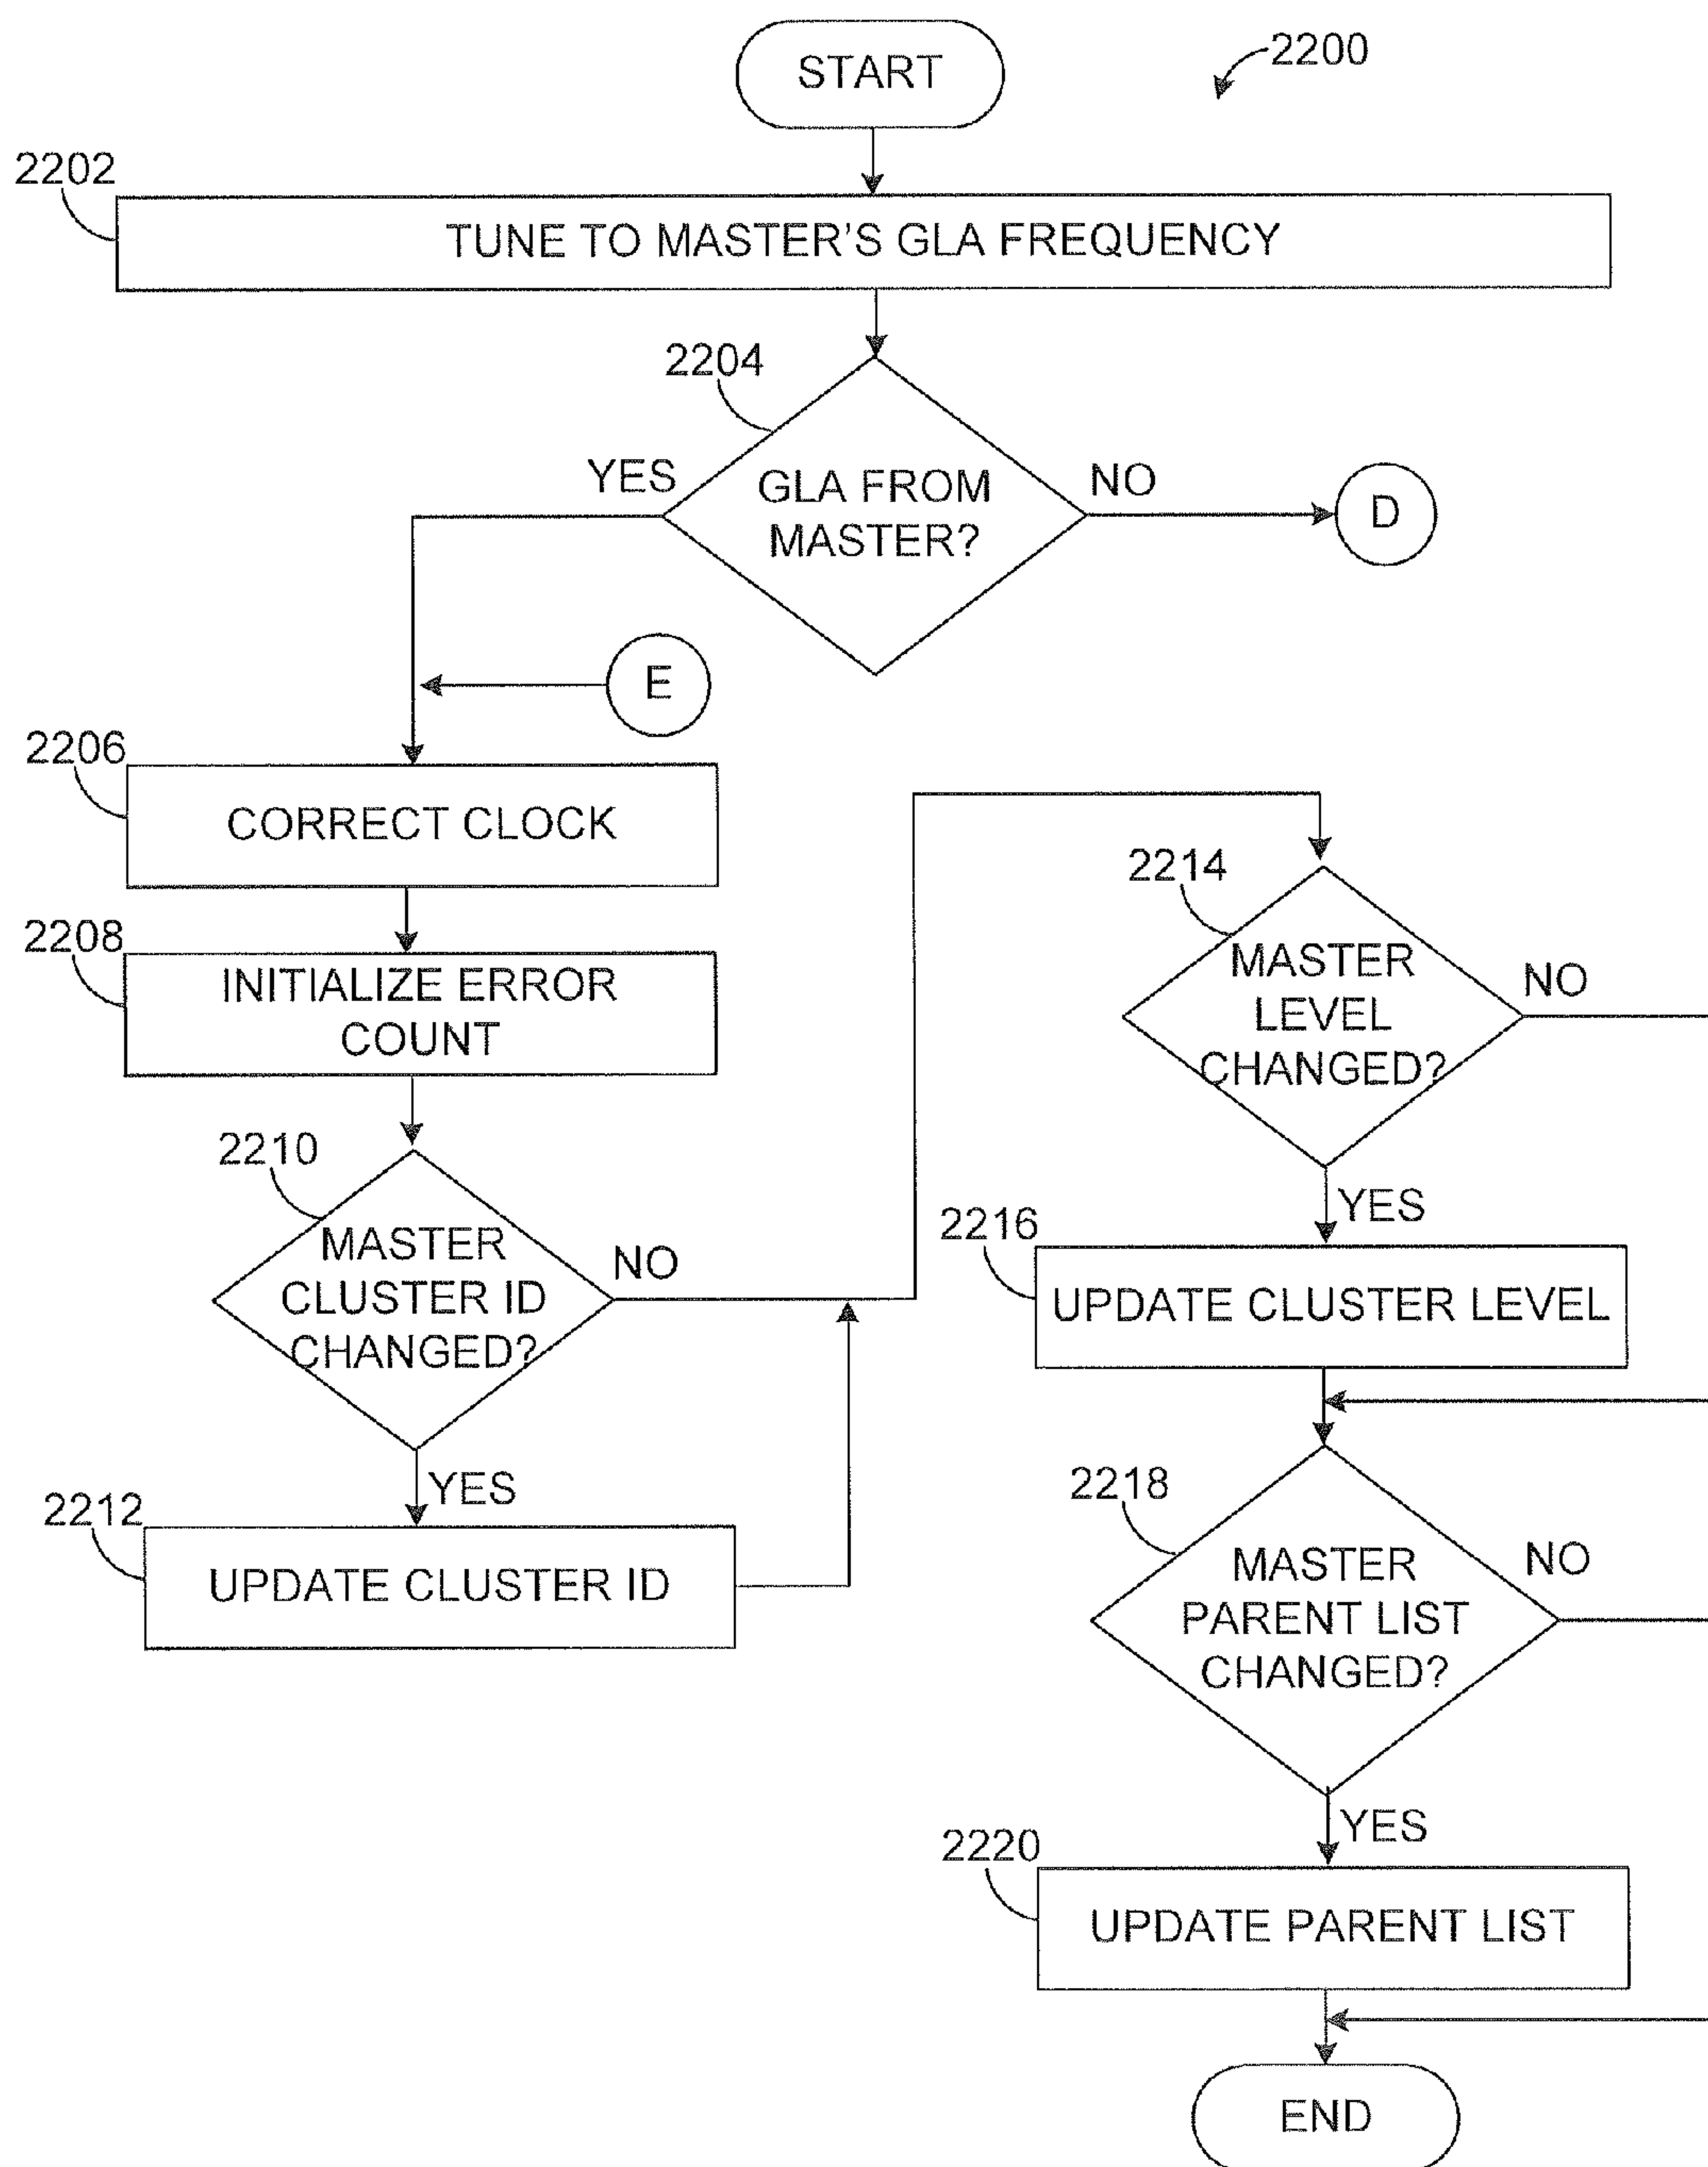 START
2200
2202
TUNE TO MASTER'S GLA FREQUENCY
2204
YES
GLA FROM
MASTER?
NO
D
E
2206
CORRECT CLOCK
2208
INITIALIZE ERROR
COUNT
2210
MASTER
CLUSTER ID
CHANGED?
NO
YES
2212
UPDATE CLUSTER ID
2214
MASTER
LEVEL
CHANGED?
NO
YES
2216
UPDATE CLUSTER LEVEL
2218
MASTER
PARENT LIST
CHANGED?
NO
YES
2220
UPDATE PARENT LIST
END